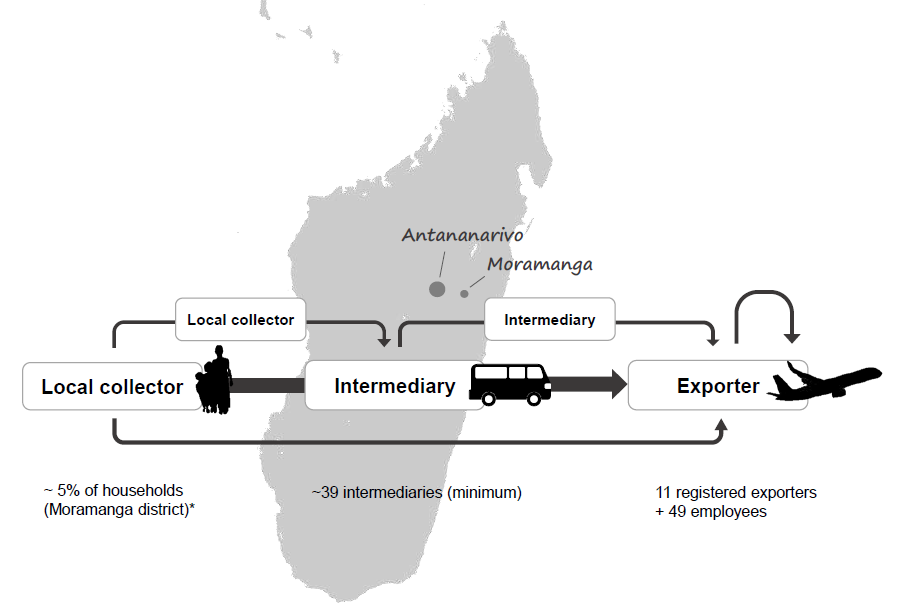 Antananarivo
Moramanga
Local collector
Intermediary
Local collector
Intermediary
Exporter
~ 5% of households
(Moramanga district)*
~39 intermediaries (minimum)
11 registered exporters
+ 49 employees